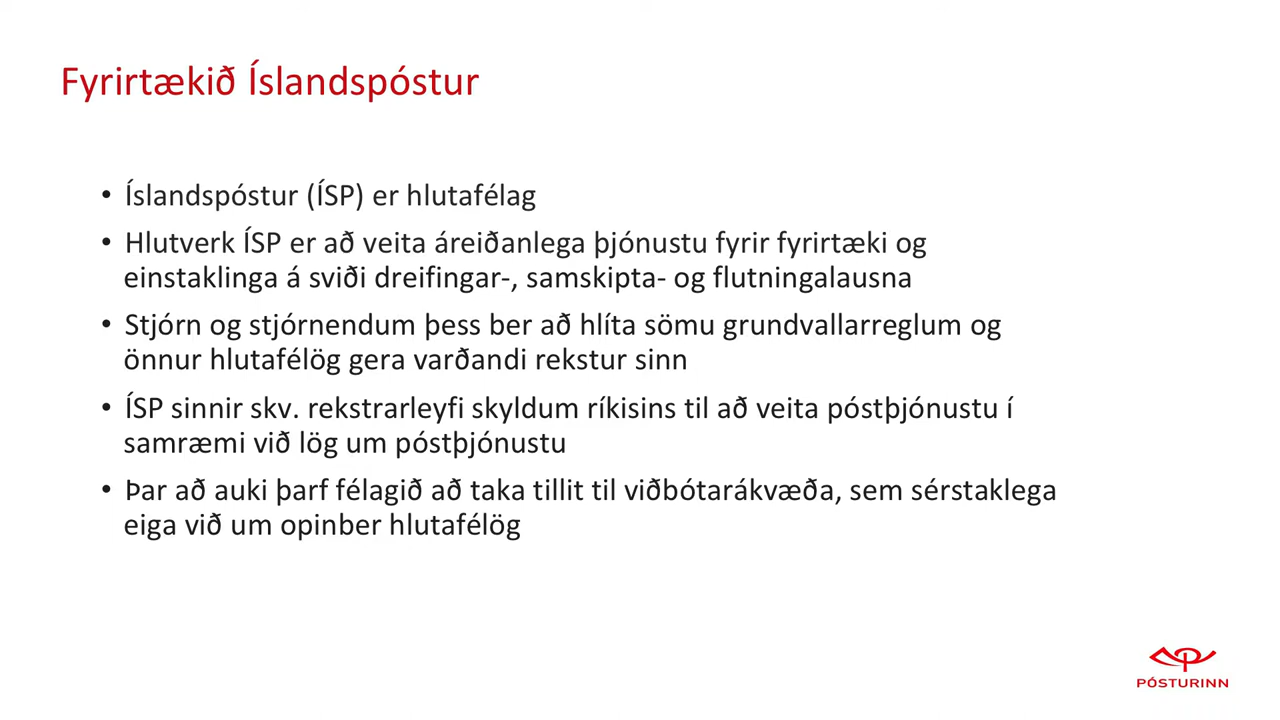 Fyrirtækið Íslandspóstur
• Íslandspóstur (ÍSP) er hlutafélag
• Hlutverk ÍSP er að veita áreiðanlega þjónustu fyrir fyrirtæki og
einstaklinga á sviði dreifingar-, samskipta- og flutningalausna
• Stjórn og stjórnendum þess ber að hlíta sömu grundvallarreglum og
önnur hlutafélög gera varðandi rekstur sinn
• ÍSP sinnir skv. rekstrarleyfi skyldum ríkisins til að veita póstþjónustu í
samræmi við lög um póstþjónustu
• Þar að auki þarf félagið að taka tillit til viðbótarákvæða, sem sérstaklega
eiga við um opinber hlutafélög
PÓSTURINN